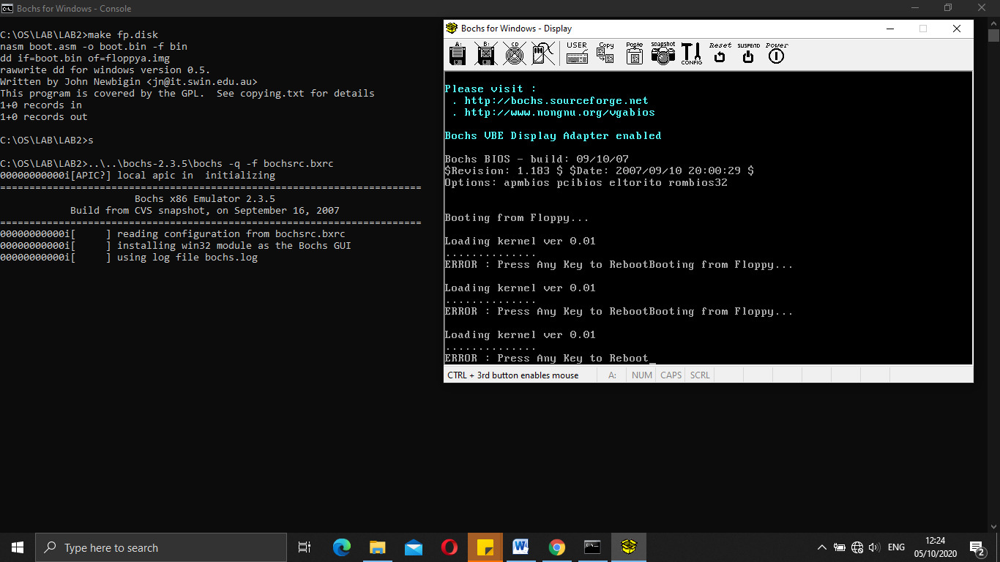 Bochs for Windows - Console
C:\OS\LAB\LAB2>make fp.disk
nasm boot.asm -o boot.bin -f bin
dd if=boot.bin of=floppya.img
rawwrite dd for windows version 0.5.
Written by John Newbigin <jn@it.swin.edu.au>
This program is covered by the GPL.  See copying.txt for details
1+0 records in
1+0 records out
C:\OS\LAB\LAB2>s
C:\OS\LAB\LAB2>..\..\bochs-2.3.5\bochs -q -f bochsrc.bxrc
00000000000i[APIC?] local apic in  initializing
========================================================================
Bochs x86 Emulator 2.3.5
Build from CVS snapshot, on September 16, 2007
========================================================================
00000000000i[     ] reading configuration from bochsrc.bxrc
00000000000i[     ] installing win32 module as the Bochs GUI
00000000000i[     ] using log file bochs.log
Bochs for Windows - Display
A: B: CD USER Copy Paste snapshot CONFIG Reset SUSPEND Power
Please visit :
. http://bochs.sourceforge.net
. http://www.nongnu.org/vgabios
Bochs VBE Display Adapter enabled
Bochs BIOS - build: 09/10/07
$Revision: 1.183 $ $Date: 2007/09/10 20:00:29 $
Options: apmbios pcibios eltorito rombios32
Booting from Floppy...
Loading kernel ver 0.01
..............
ERROR : Press Any Key to RebootBooting from Floppy...
Loading kernel ver 0.01
..............
ERROR : Press Any Key to RebootBooting from Floppy...
Loading kernel ver 0.01
..............
ERROR : Press Any Key to Reboot_
CTRL + 3rd button enables mouse A: NUM CAPS SCRL
Type here to search
ENG
12:24
05/10/2020
2